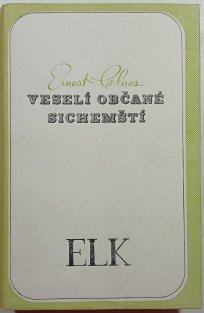 Ernest Claes
VESELÍ OBČANÉ
SICHEMŠTÍ
ELK